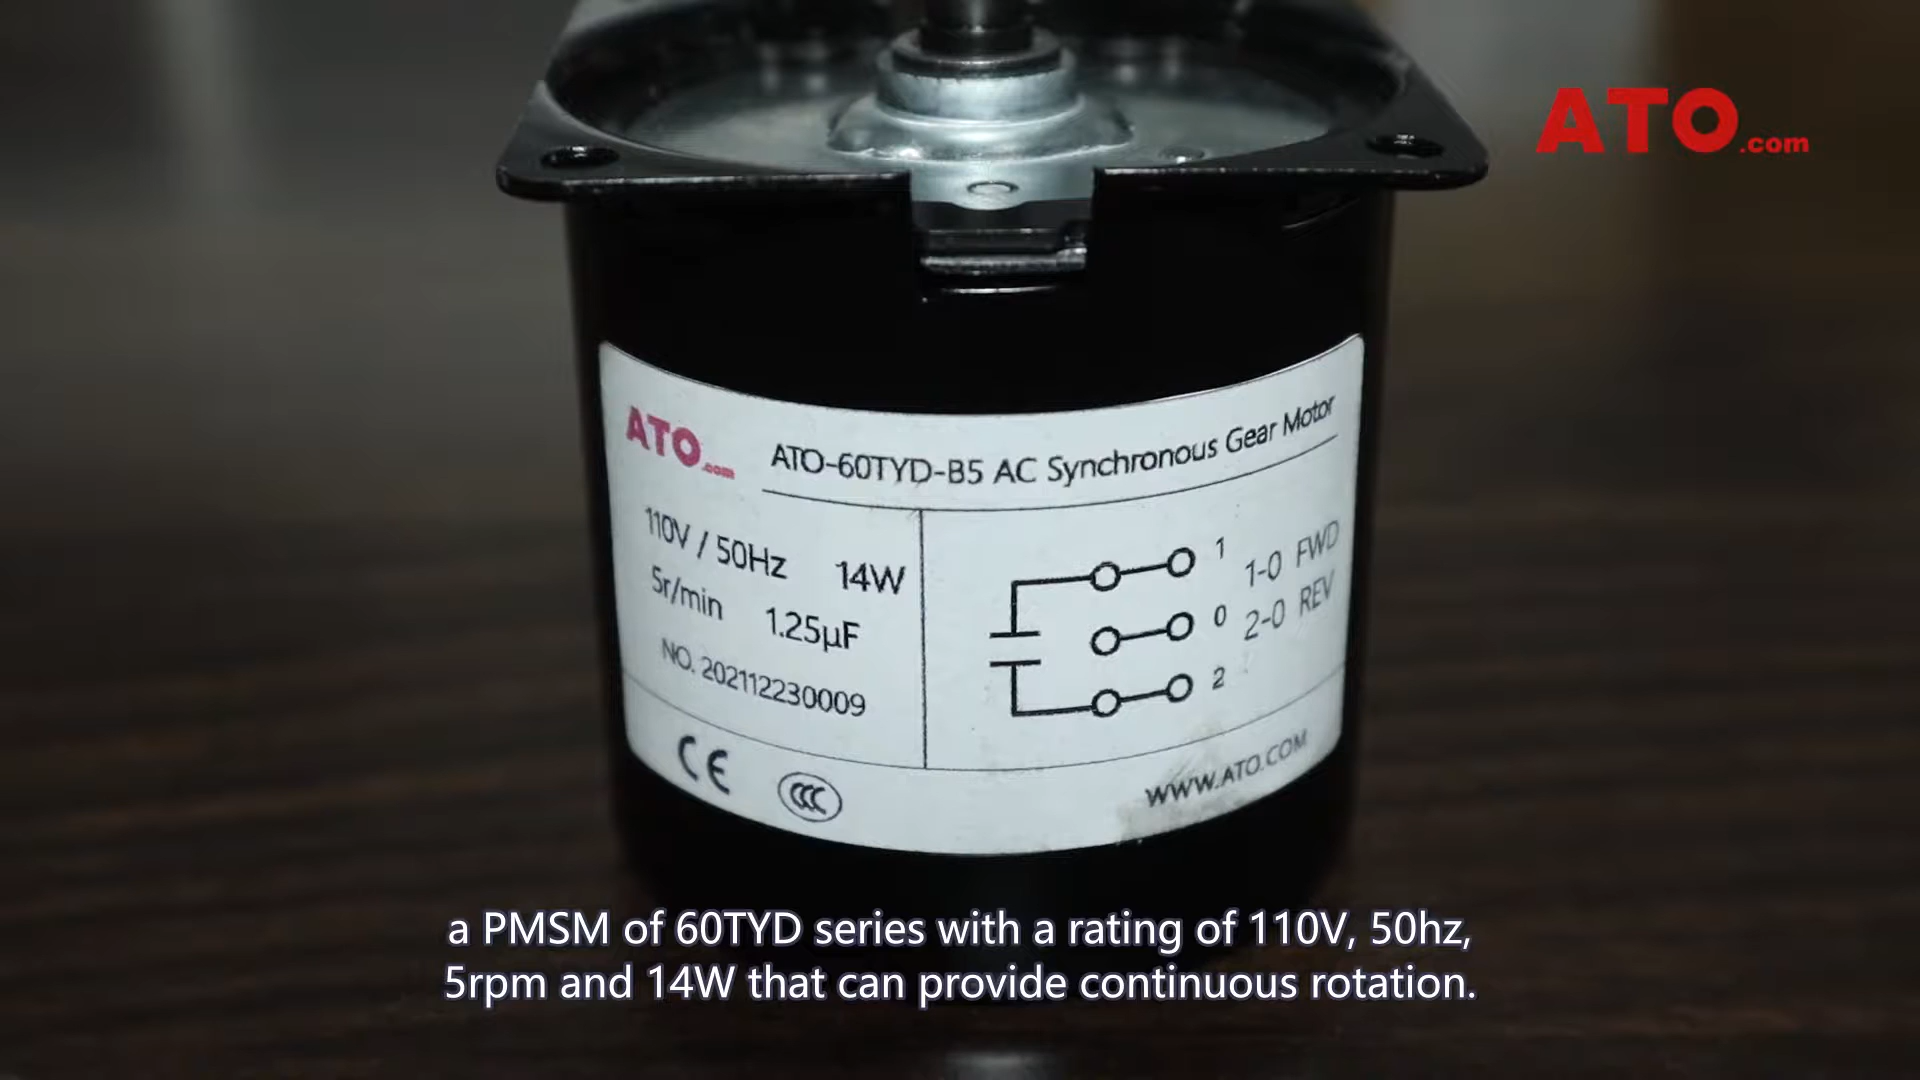 ATO.com
ATO.com
ATO-60TYD-B5 AC Synchronous Gear Motor
110V / 50Hz 14W
5r/min 1.25µF
NO. 202112230009
1
1-0 FWD
0
2-0 REV
2
CE
CCC
WWW.ATO.COM
a PMSM of 60TYD series with a rating of 110V, 50hz,
5rpm and 14W that can provide continuous rotation.